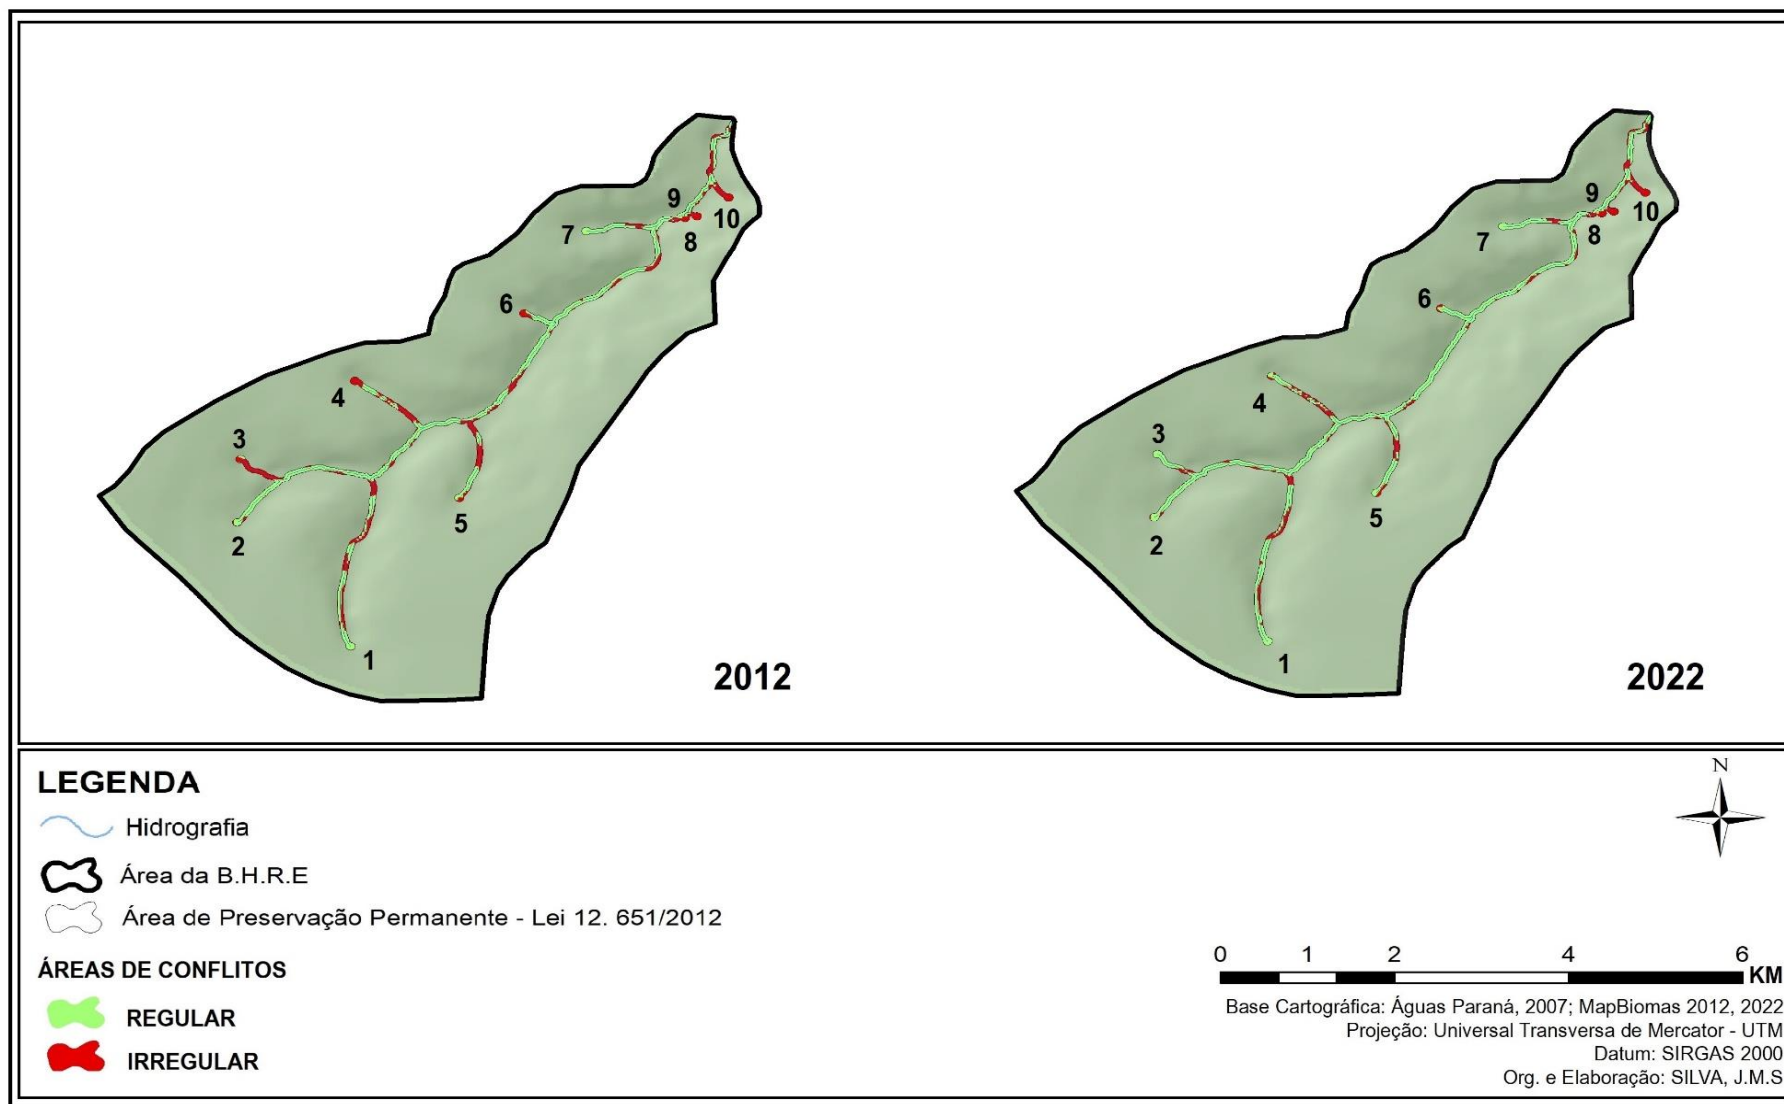 9
10
7
8
6
4
3
5
2
1
2012
9
10
7
8
6
4
3
5
2
1
2022
LEGENDA
Hidrografia
Área da B.H.R.E
Área de Preservação Permanente - Lei 12. 651/2012
ÁREAS DE CONFLITOS
REGULAR
IRREGULAR
N
0 1 2 4 6
KM
Base Cartográfica: Águas Paraná, 2007; MapBiomas 2012, 2022
Projeção: Universal Transversa de Mercator - UTM
Datum: SIRGAS 2000
Org. e Elaboração: SILVA, J.M.S